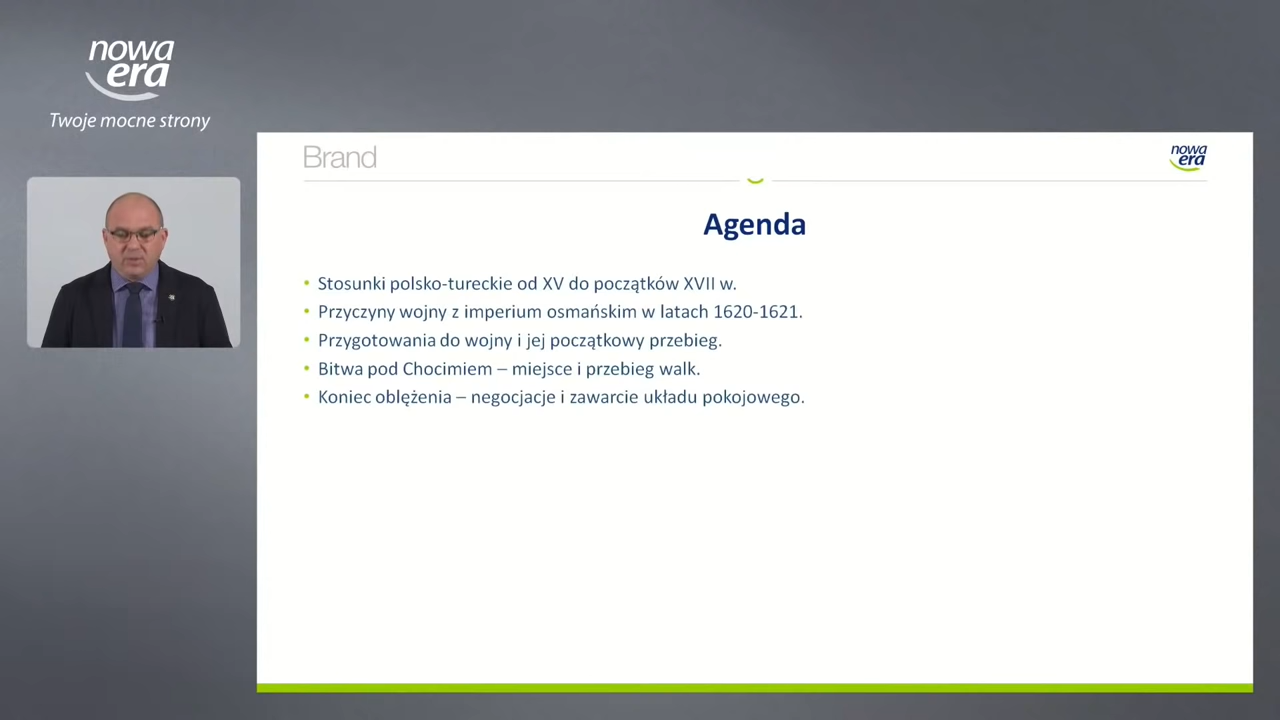 nowa
era
Twoje mocne strony
Brand
nowa
era
Agenda
• Stosunki polsko-tureckie od XV do początków XVII w.
• Przyczyny wojny z imperium osmańskim w latach 1620-1621.
• Przygotowania do wojny i jej początkowy przebieg.
• Bitwa pod Chocimiem – miejsce i przebieg walk.
• Koniec oblężenia – negocjacje i zawarcie układu pokojowego.